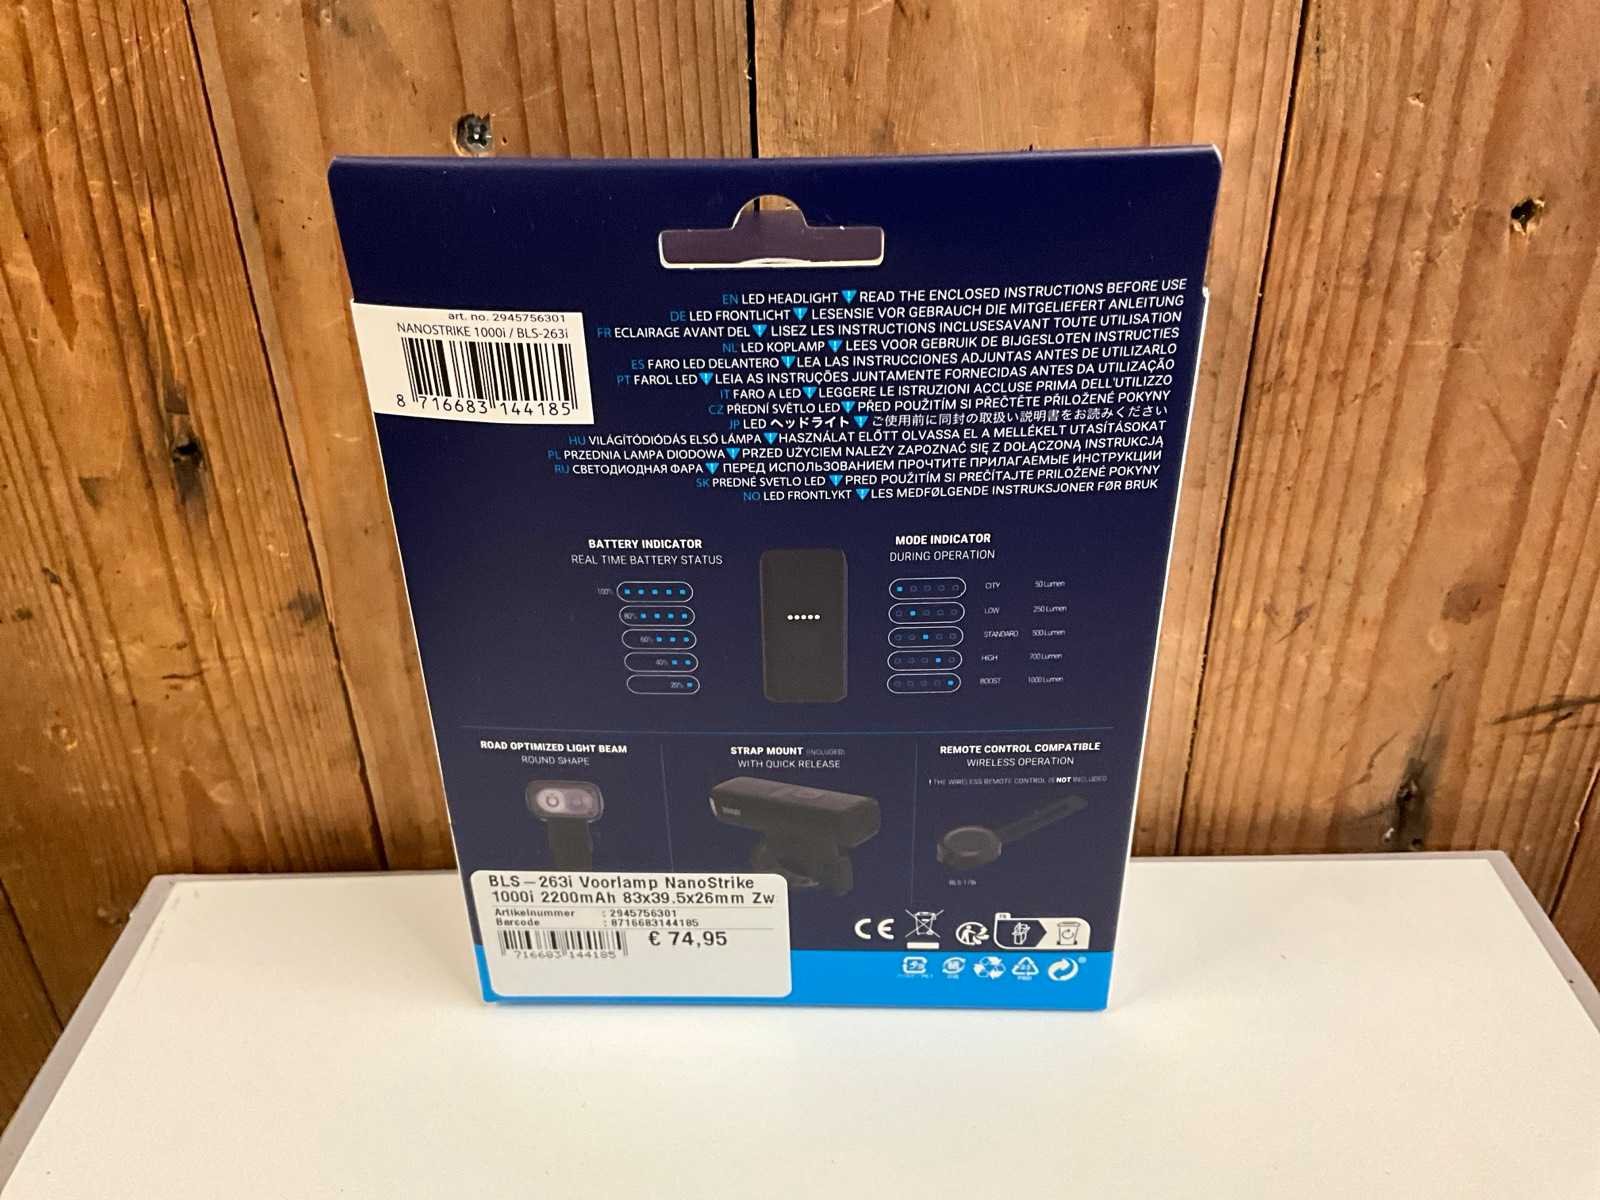 EN LED HEADLIGHT ! READ THE ENCLOSED INSTRUCTIONS BEFORE USE
DE LED FRONTLICHT ! LESENSIE VOR GEBRAUCH DIE MITGELIEFERT ANLEITUNG
FR ECLAIRAGE AVANT DEL ! LISEZ LES INSTRUCTIONS INCLUSESAVANT TOUTE UTILISATION
NL LED KOPLAMP ! LEES VOOR GEBRUIK DE BIJGESLOTEN INSTRUCTIES
ES FARO LED DELANTERO ! LEA LAS INSTRUCCIONES ADJUNTAS ANTES DE UTILIZARLO
PT FAROL LED ! LEIA AS INSTRUÇÕES JUNTAMENTE FORNECIDAS ANTES DA UTILIZAÇÃO
IT FARO A LED ! LEGGERE LE ISTRUZIONI ACCLUSE PRIMA DELL'UTILIZZO
CZ PŘEDNÍ SVĚTLO LED ! PŘED POUŽITÍM SI PŘEČTĚTE PŘILOŽENÉ POKYNY
JP LED ヘッドライト ! ご使用前に同封の取扱い説明書をお読みください
HU VILÁGÍTÓDIÓDÁS ELSŐ LÁMPA ! HASZNÁLAT ELŐTT OLVASSA EL A MELLÉKELT UTASÍTÁSOKAT
PL PRZEDNIA LAMPA DIODOWA ! PRZED UŻYCIEM NALEŻY ZAPOZNAĆ SIĘ Z DOŁĄCZONĄ INSTRUKCJĄ
RU СВЕТОДИОДНАЯ ФАРА ! ПЕРЕД ИСПОЛЬЗОВАНИЕМ ПРОЧТИТЕ ПРИЛАГАЕМЫЕ ИНСТРУКЦИИ
SK PREDNÉ SVETLO LED ! PRED POUŽITÍM SI PREČÍTAJTE PRILOŽENÉ POKYNY
NO LED FRONTLYKT ! LES MEDFØLGENDE INSTRUKSJONER FØR BRUK
art. no. 2945756301
NANOSTRIKE 1000i / BLS-263i
8 716683 144185
BATTERY INDICATOR
REAL TIME BATTERY STATUS
100%
80%
60%
40%
20%
MODE INDICATOR
DURING OPERATION
CITY 50 Lumen
LOW 250 Lumen
STANDARD 500 Lumen
HIGH 700 Lumen
BOOST 1000 Lumen
ROAD OPTIMIZED LIGHT BEAM
ROUND SHAPE
STRAP MOUNT (INCLUDED)
WITH QUICK RELEASE
REMOTE CONTROL COMPATIBLE
WIRELESS OPERATION
! THE WIRELESS REMOTE CONTROL IS NOT INCLUDED
BLS-263i Voorlamp NanoStrike
1000i 2200mAh 83x39.5x26mm Zw
Artikelnummer : 2945756301
Barcode : 8716683144185
€ 74,95
716683 144185
CE
FR